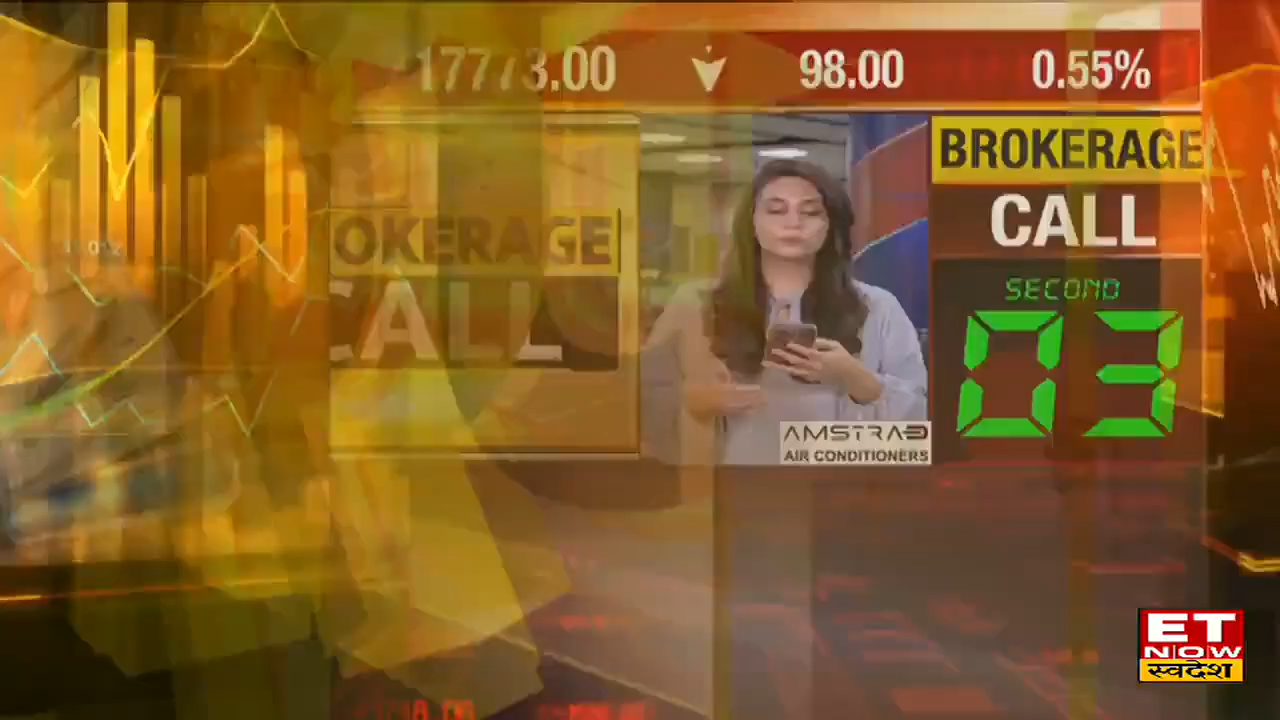 17773.00 98.00 0.55%
BROKERAGE
CALL
OKERAGE
CALL
SECOND
03
AMSTRAD
AIR CONDITIONERS
ET
NOW
स्वदेश